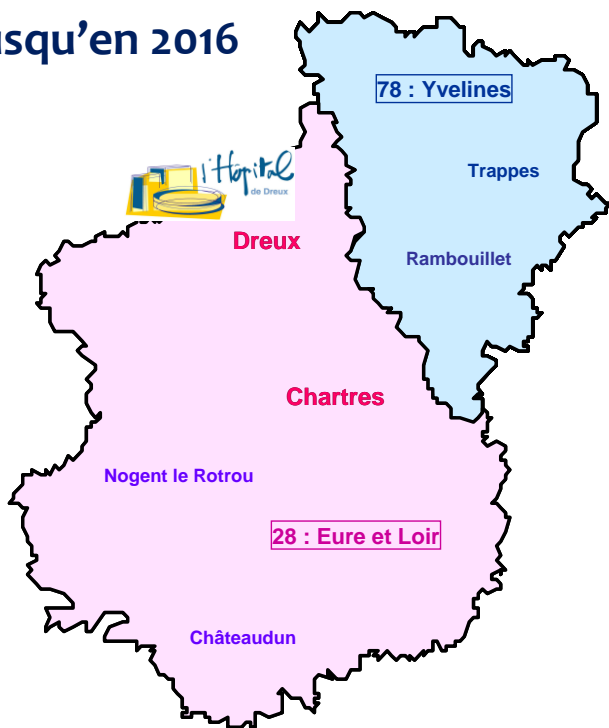 usqu'en 2016
78 : Yvelines
l'Hôpital
de Dreux
Trappes
Dreux
Rambouillet
Chartres
Nogent le Rotrou
28 : Eure et Loir
Châteaudun